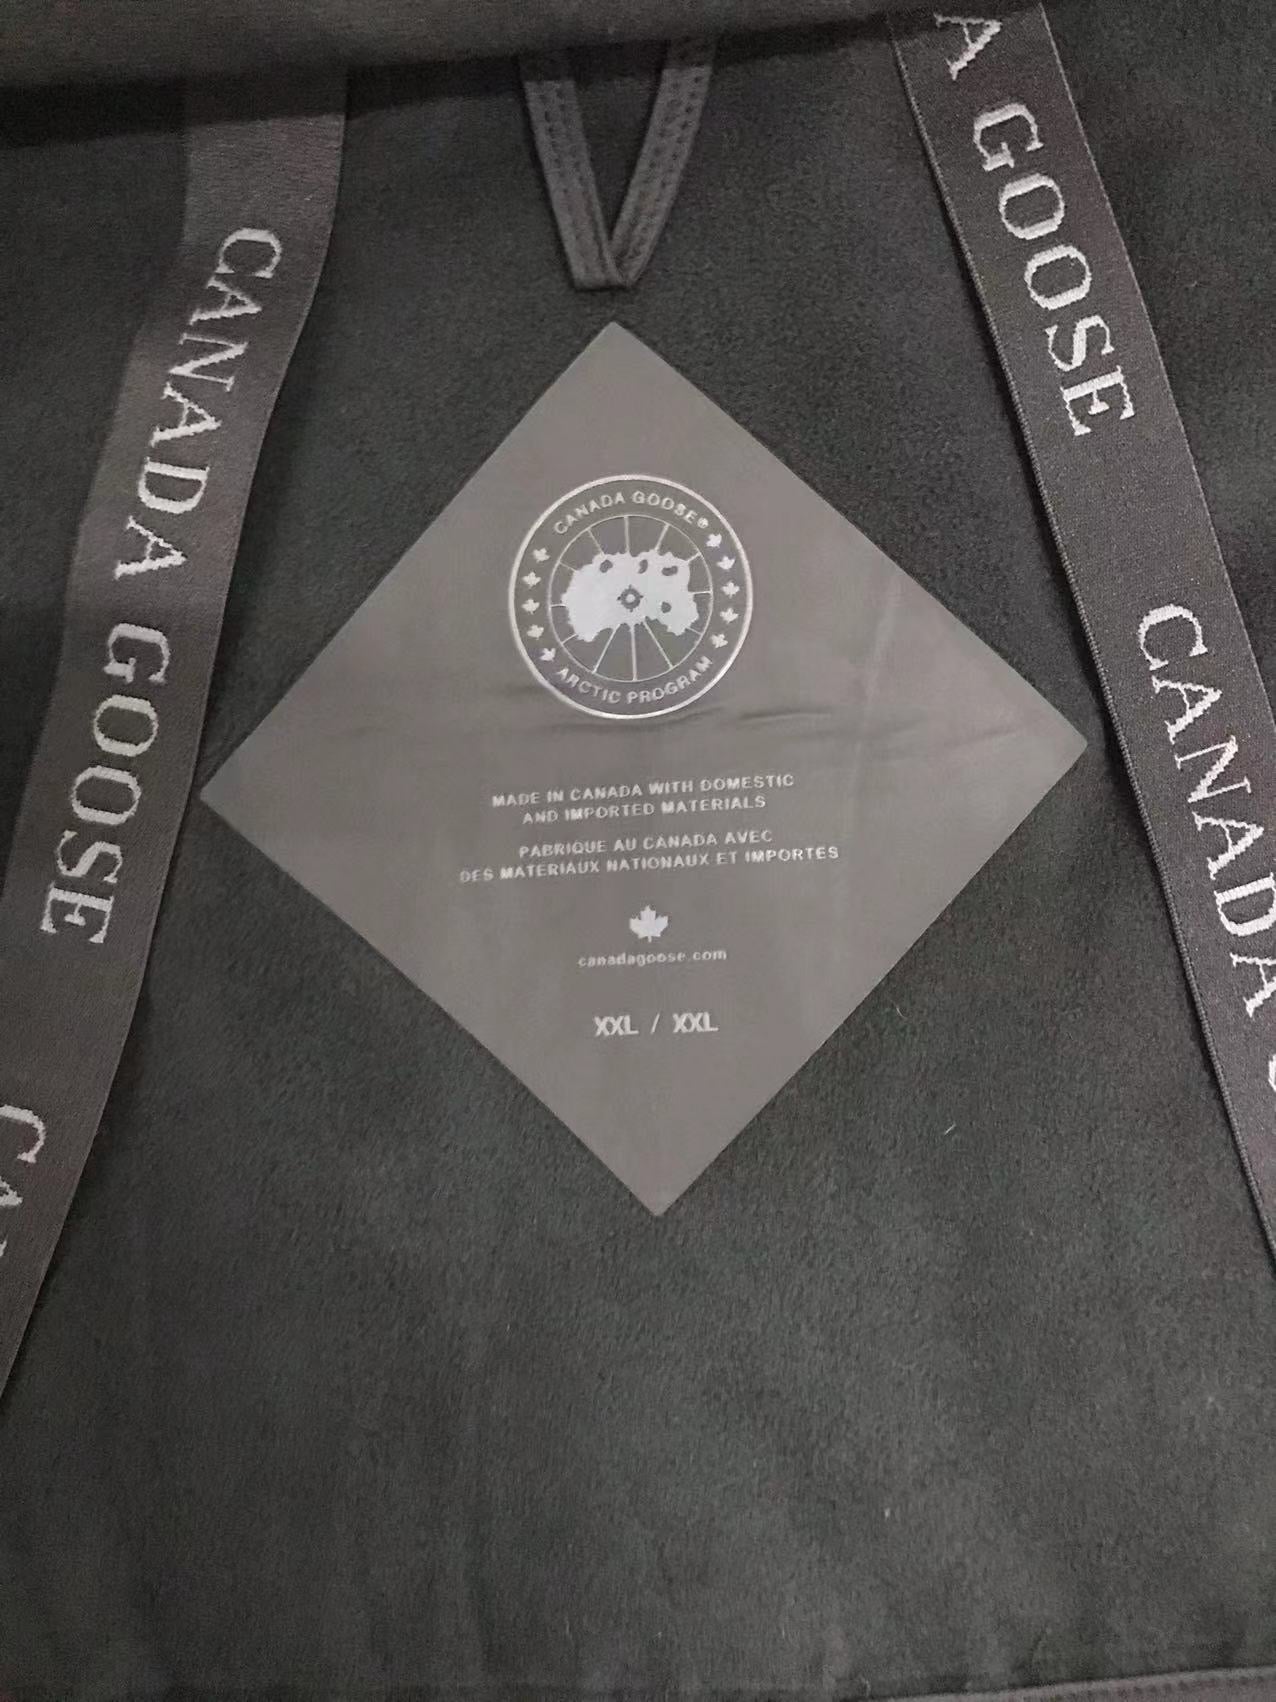 A GOOSE
CANADA GOOSE
CANADA
CANADA GOOSE®
ARCTIC PROGRAM
MADE IN CANADA WITH DOMESTIC
AND IMPORTED MATERIALS
FABRIQUE AU CANADA AVEC
DES MATERIAUX NATIONAUX ET IMPORTES
canadagoose.com
XXL / XXL